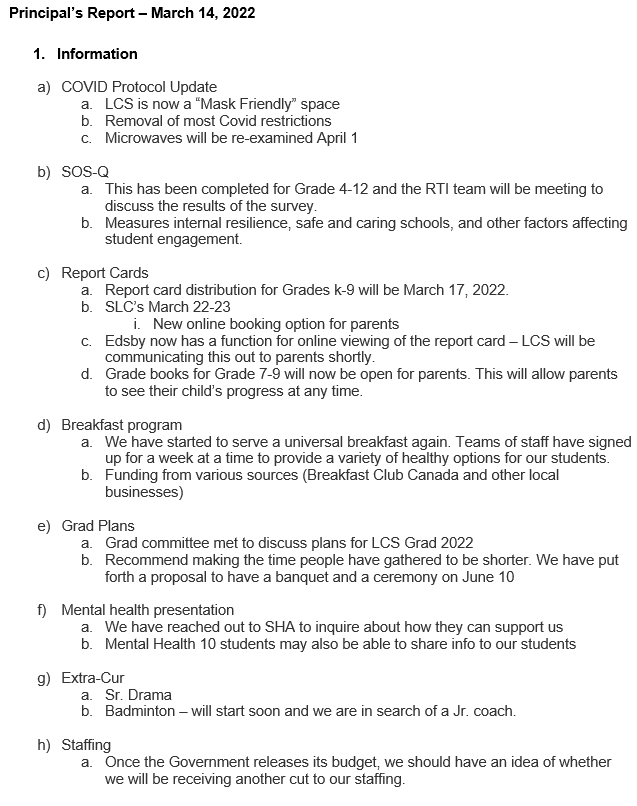 Principal’s Report – March 14, 2022
1. Information
a) COVID Protocol Update
a. LCS is now a “Mask Friendly” space
b. Removal of most Covid restrictions
c. Microwaves will be re-examined April 1
b) SOS-Q
a. This has been completed for Grade 4-12 and the RTI team will be meeting to
discuss the results of the survey.
b. Measures internal resilience, safe and caring schools, and other factors affecting
student engagement.
c) Report Cards
a. Report card distribution for Grades k-9 will be March 17, 2022.
b. SLC’s March 22-23
i. New online booking option for parents
c. Edsby now has a function for online viewing of the report card – LCS will be
communicating this out to parents shortly.
d. Grade books for Grade 7-9 will now be open for parents. This will allow parents
to see their child’s progress at any time.
d) Breakfast program
a. We have started to serve a universal breakfast again. Teams of staff have signed
up for a week at a time to provide a variety of healthy options for our students.
b. Funding from various sources (Breakfast Club Canada and other local
businesses)
e) Grad Plans
a. Grad committee met to discuss plans for LCS Grad 2022
b. Recommend making the time people have gathered to be shorter. We have put
forth a proposal to have a banquet and a ceremony on June 10
f) Mental health presentation
a. We have reached out to SHA to inquire about how they can support us
b. Mental Health 10 students may also be able to share info to our students
g) Extra-Cur
a. Sr. Drama
b. Badminton – will start soon and we are in search of a Jr. coach.
h) Staffing
a. Once the Government releases its budget, we should have an idea of whether
we will be receiving another cut to our staffing.